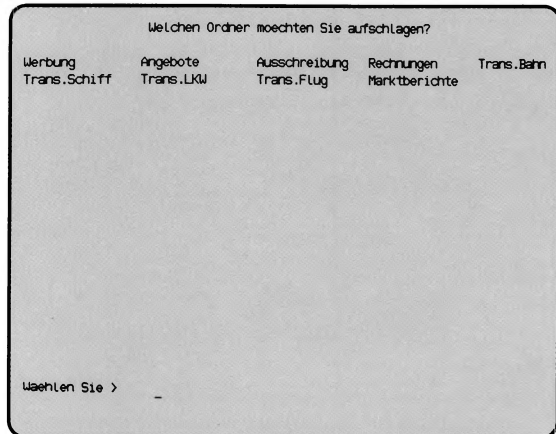 Welchen Ordner moechten Sie aufschlagen?
Werbung Angebote Ausschreibung Rechnungen Trans.Bahn
Trans.Schiff Trans.LKW Trans.Flug Marktberichte
Waehlen Sie > _